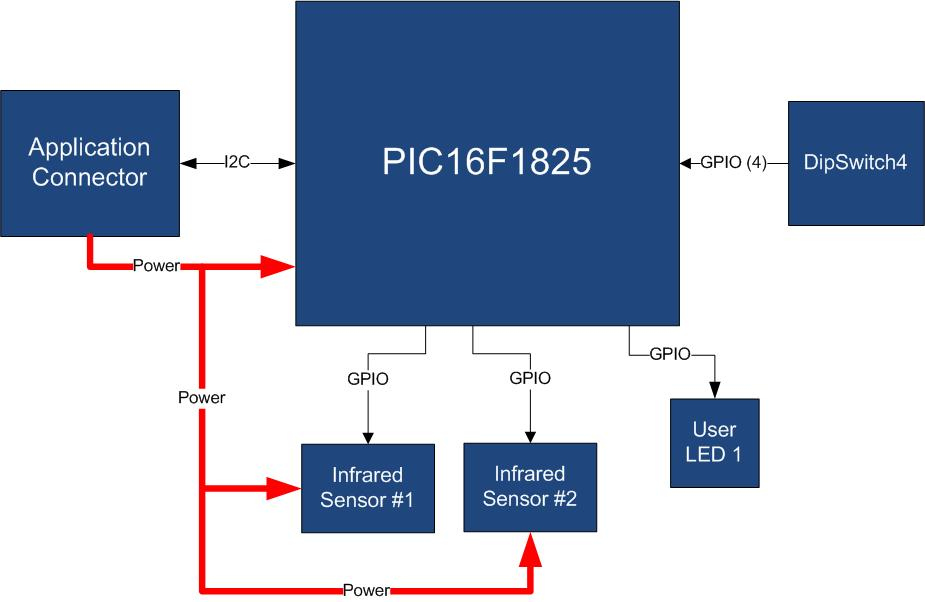 Application
Connector
I2C
PIC16F1825
GPIO (4)
DipSwitch4
Power
GPIO
GPIO
GPIO
Power
User
LED 1
Infrared
Sensor #1
Infrared
Sensor #2
Power